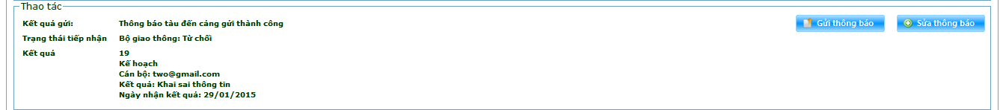 Thao tác
Kết quả gửi: Thông báo tàu đến cảng gửi thành công
Gửi thông báo
Sửa thông báo
Trạng thái tiếp nhận Bộ giao thông: Từ chối
Kết quả 19
Kế hoạch
Cán bộ: two@gmail.com
Kết quả: Khai sai thông tin
Ngày nhận kết quả: 29/01/2015